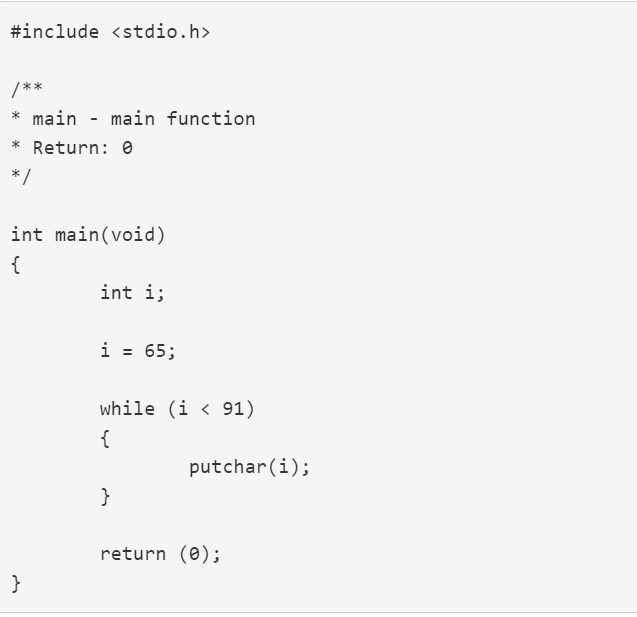 #include <stdio.h>
/**
* main - main function
* Return: 0
*/
int main(void)
{
int i;
i = 65;
while (i < 91)
{
putchar(i);
}
return (0);
}